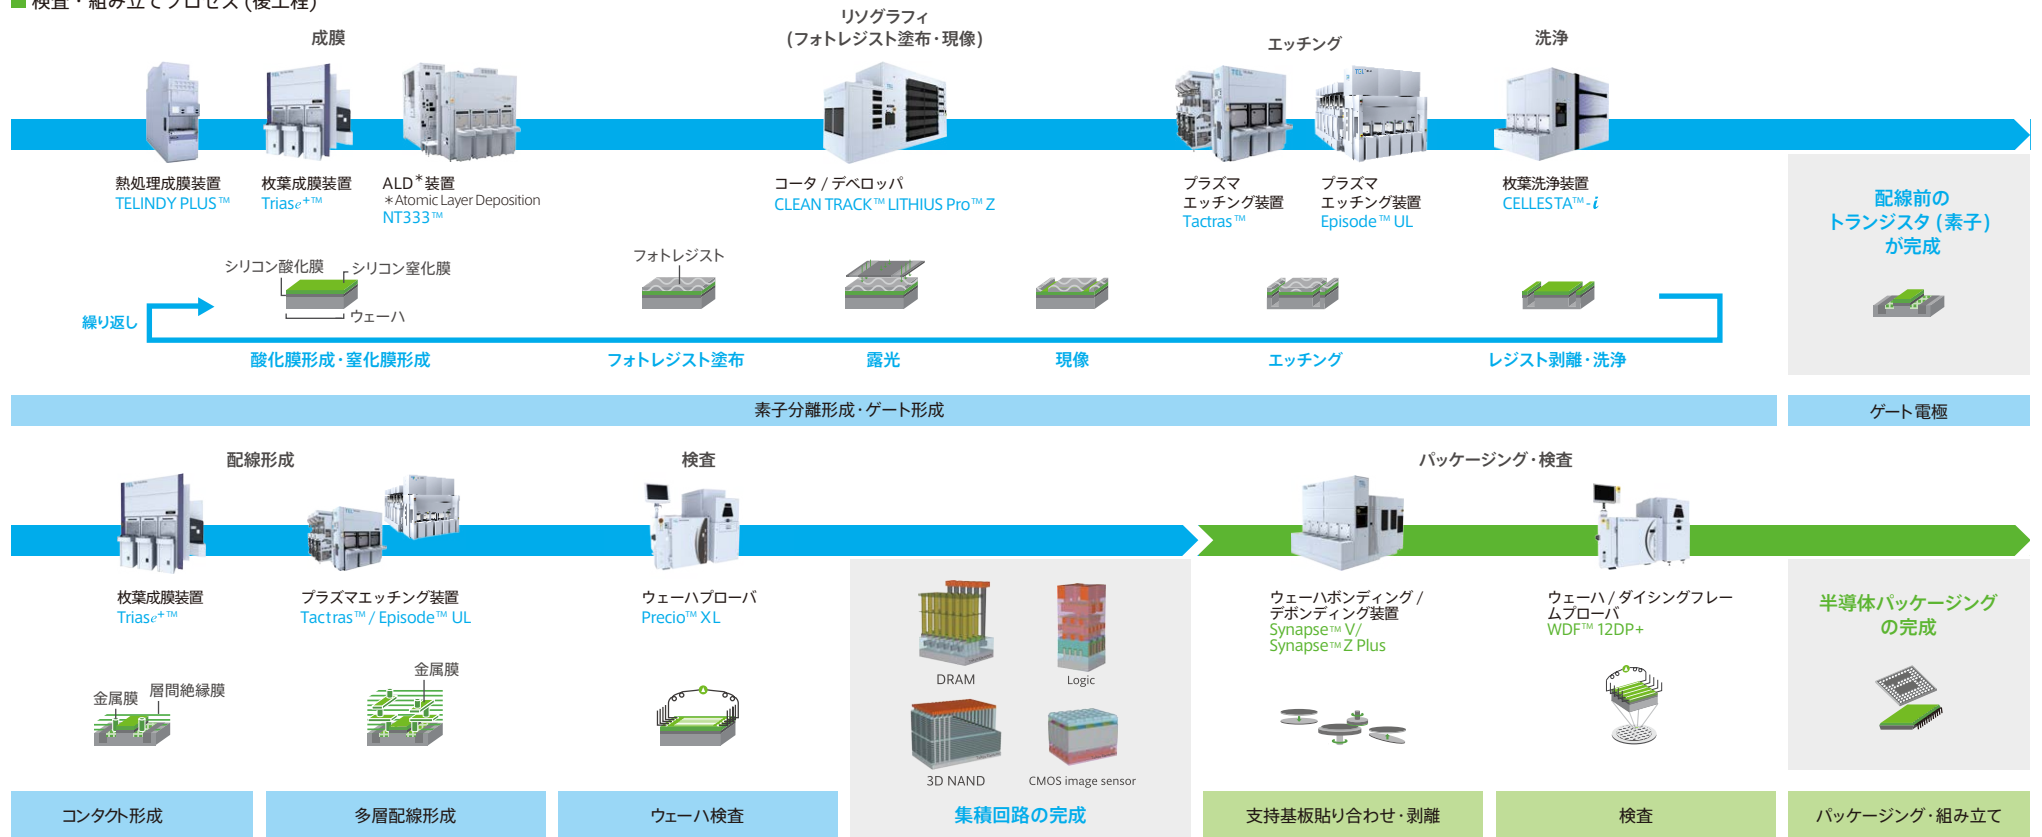 検査・組み立てプロセス (後工程)
成膜
リソグラフィ
(フォトレジスト塗布・現像)
エッチング
洗浄
熱処理成膜装置
TELINDY PLUS™
枚葉成膜装置
Triase⁺™
ALD*装置
*Atomic Layer Deposition
NT333™
コータ / デベロッパ
CLEAN TRACK™ LITHIUS Pro™ Z
プラズマ
エッチング装置
Tactras™
プラズマ
エッチング装置
Episode™ UL
枚葉洗浄装置
CELLESTA™-i
配線前の
トランジスタ (素子)
が完成
シリコン酸化膜
シリコン窒化膜
ウェーハ
フォトレジスト
繰り返し
酸化膜形成・窒化膜形成
フォトレジスト塗布
露光
現像
エッチング
レジスト剥離・洗浄
素子分離形成・ゲート形成
ゲート電極
配線形成
検査
パッケージング・検査
枚葉成膜装置
Triase⁺™
プラズマエッチング装置
Tactras™ / Episode™ UL
ウェーハプローバ
Precio™ XL
ウェーハボンディング /
デボンディング装置
Synapse™ V/
Synapse™ Z Plus
ウェーハ / ダイシングフレー
ムプローバ
WDF™ 12DP+
半導体パッケージング
の完成
金属膜
層間絶縁膜
金属膜
DRAM
Logic
3D NAND
CMOS image sensor
コンタクト形成
多層配線形成
ウェーハ検査
集積回路の完成
支持基板貼り合わせ・剥離
検査
パッケージング・組み立て